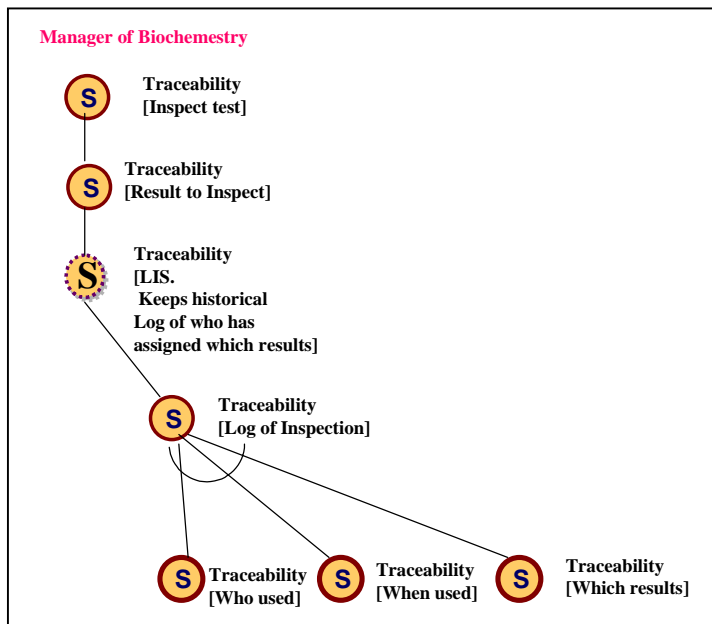 Manager of Biochemestry
S
Traceability
[Inspect test]
S
Traceability
[Result to Inspect]
S
Traceability
[LIS.
Keeps historical
Log of who has
assigned which results]
S
Traceability
[Log of Inspection]
S
Traceability
[Who used]
S
Traceability
[When used]
S
Traceability
[Which results]